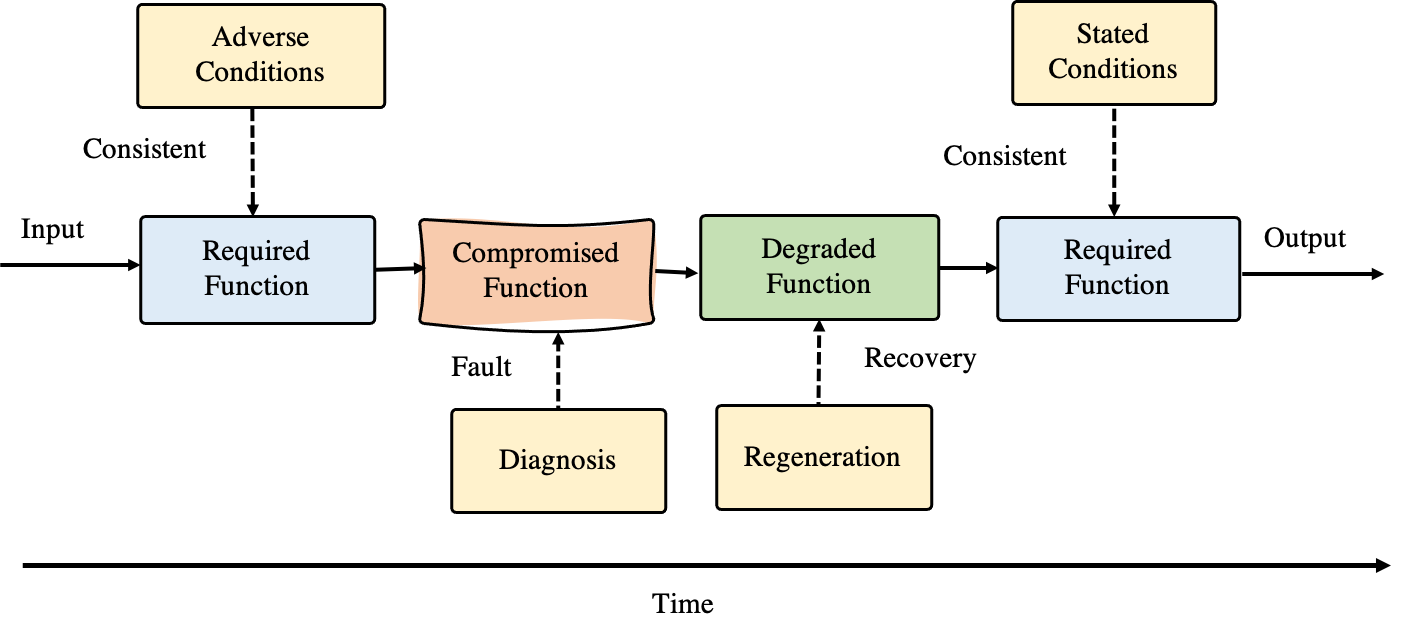 Adverse
Conditions
Stated
Conditions
Consistent
Consistent
Input
Required
Function
Compromised
Function
Degraded
Function
Required
Function
Output
Fault
Recovery
Diagnosis
Regeneration
Time